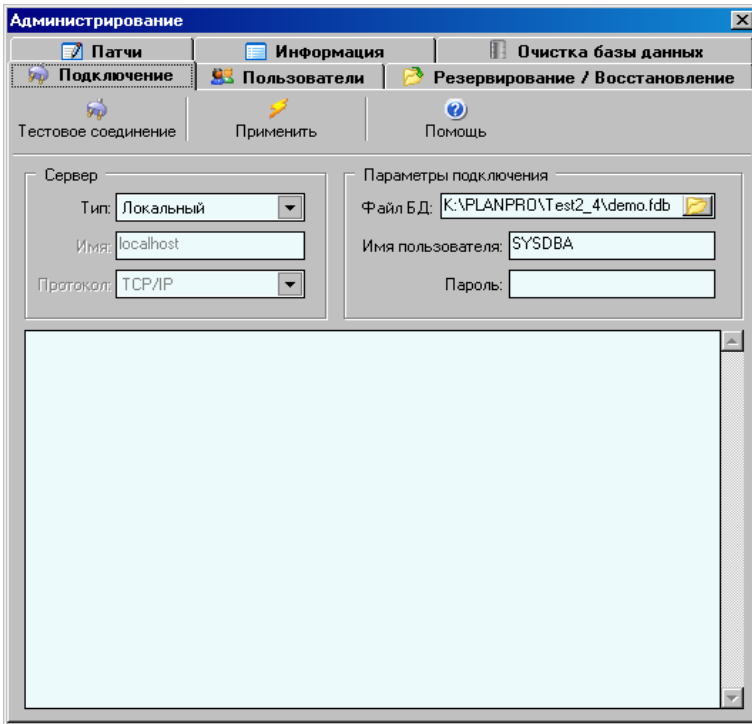 Администрирование
Патчи Информация Очистка базы данных
Подключение Пользователи Резервирование / Восстановление
Тестовое соединение Применить Помощь
Сервер Параметры подключения
Тип: Локальный Файл БД: K:\PLANPRO\Test2_4\demo.fdb
Имя: localhost Имя пользователя: SYSDBA
Протокол: TCP/IP Пароль: